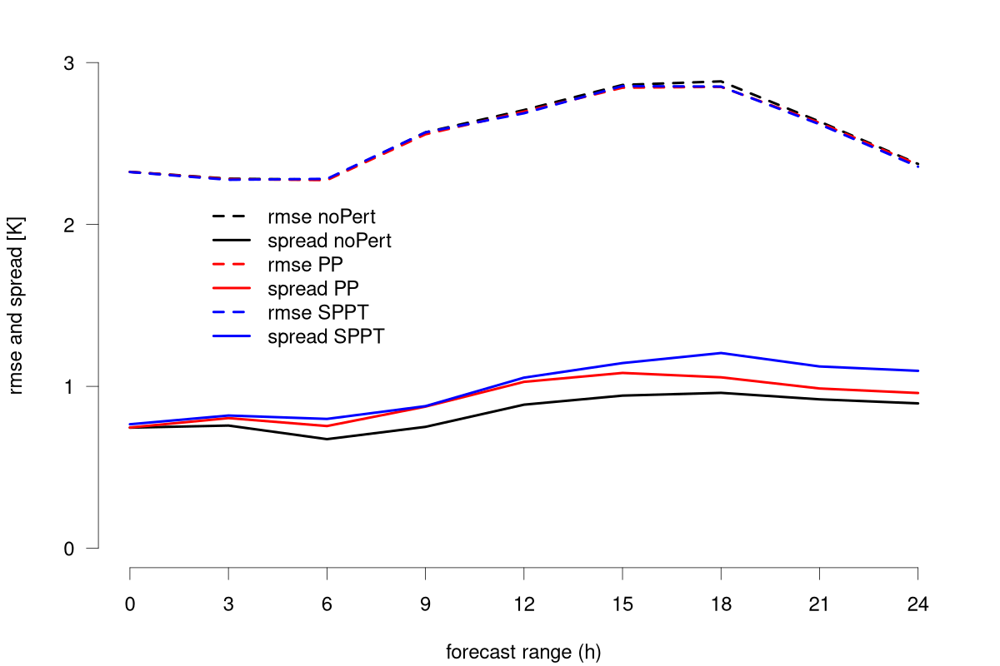 3
2
1
0
rmse and spread [K]
rmse noPert
spread noPert
rmse PP
spread PP
rmse SPPT
spread SPPT
0 3 6 9 12 15 18 21 24
forecast range (h)